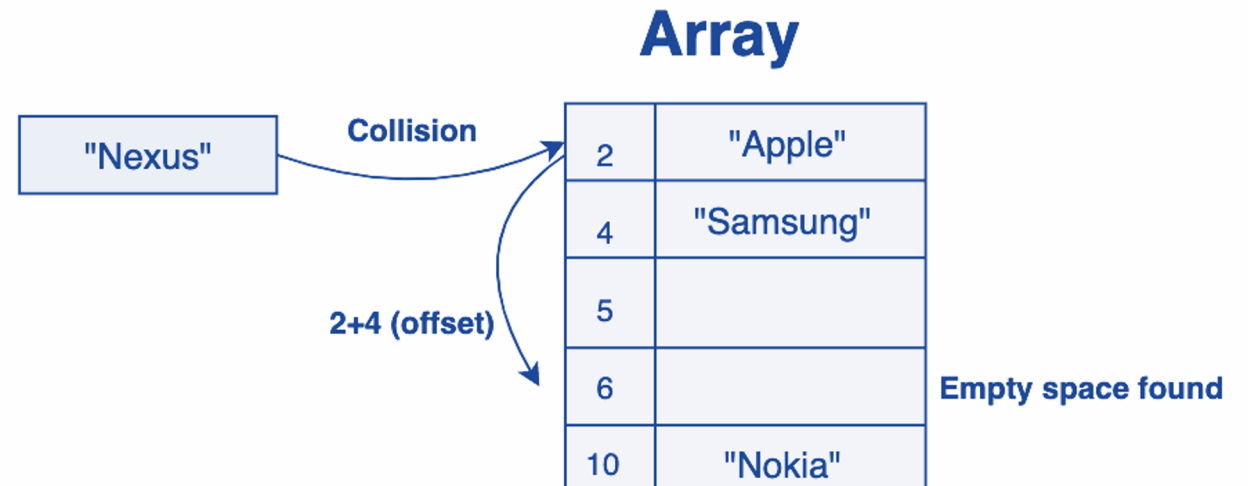 Array
"Nexus"
Collision
2 "Apple"
4 "Samsung"
5
2+4 (offset)
6
Empty space found
10 "Nokia"